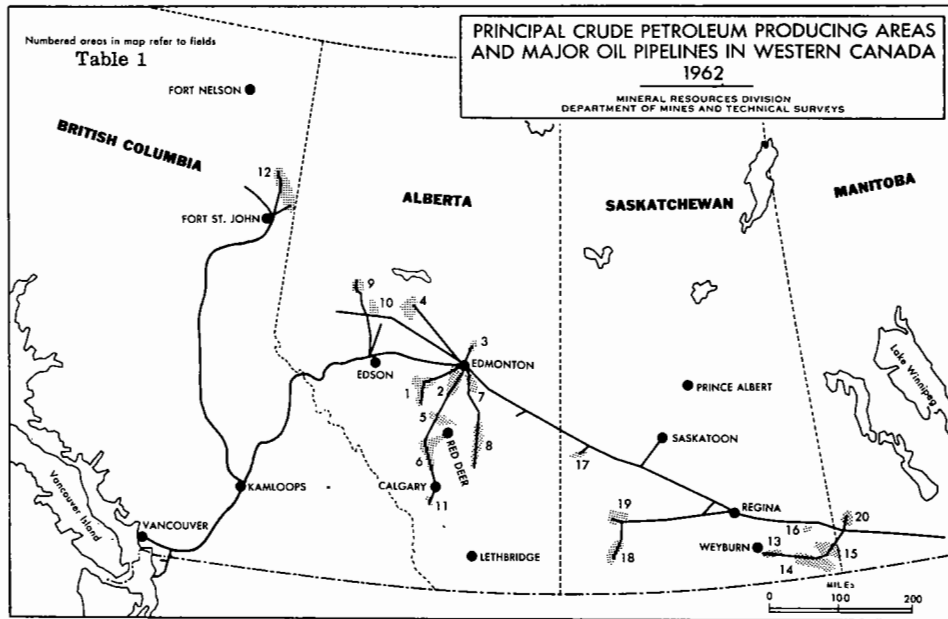 PRINCIPAL CRUDE PETROLEUM PRODUCING AREAS
AND MAJOR OIL PIPELINES IN WESTERN CANADA
1962
MINERAL RESOURCES DIVISION
DEPARTMENT OF MINES AND TECHNICAL SURVEYS
Numbered areas in map refer to fields
Table 1
FORT NELSON
BRITISH COLUMBIA
12
FORT ST. JOHN
ALBERTA
SASKATCHEWAN
MANITOBA
9
10
4
3
EDMONTON
EDSON
1
2
7
5
RED DEER
6
8
CALGARY
11
LETHBRIDGE
KAMLOOPS
VANCOUVER
Vancouver Island
PRINCE ALBERT
Lake Winnipeg
SASKATOON
17
19
18
REGINA
16
20
WEYBURN
13
14
15
MILES
0
100
200